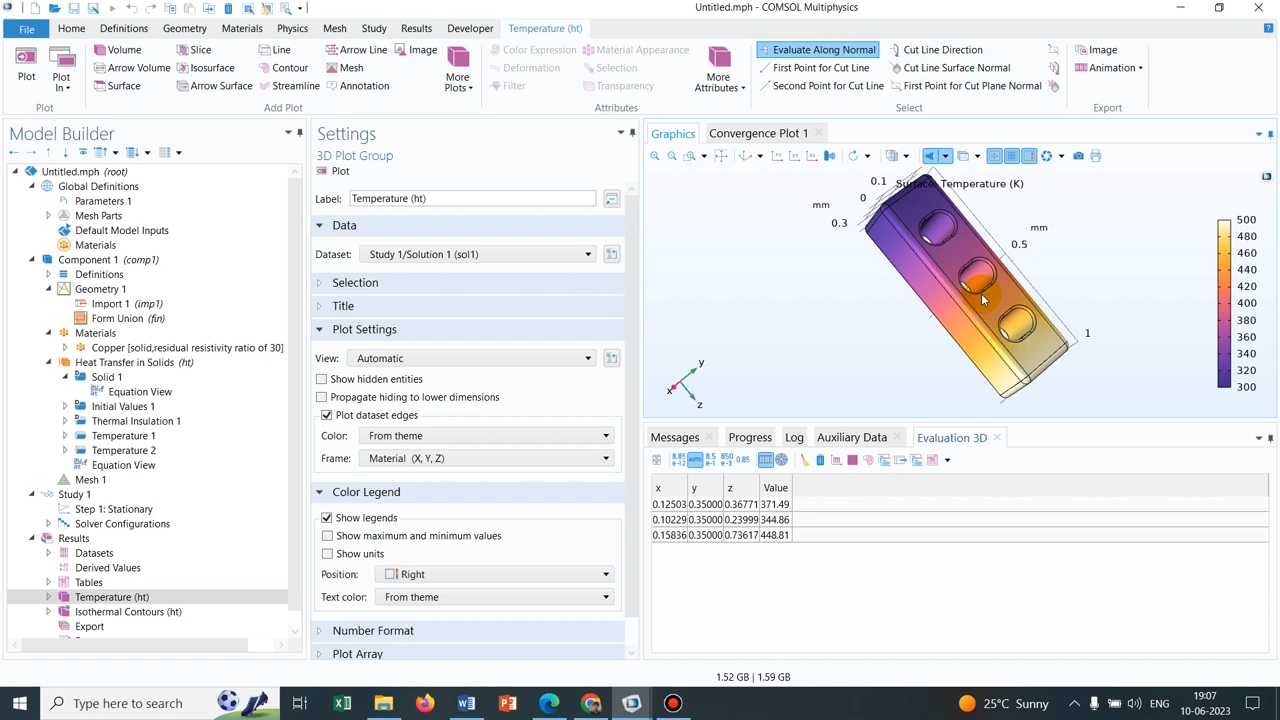 Untitled.mph - COMSOL Multiphysics
File Home Definitions Geometry Materials Physics Mesh Study Results Developer Temperature (ht)
Plot
Plot In
Volume
Arrow Volume
Surface
Slice
Isosurface
Arrow Surface
Line
Contour
Streamline
Arrow Line
Mesh
Annotation
Image
More Plots
Color Expression
Deformation
Filter
Material Appearance
Selection
Transparency
More Attributes
Evaluate Along Normal
First Point for Cut Line
Second Point for Cut Line
Cut Line Direction
Cut Line Surface Normal
First Point for Cut Plane Normal
Image
Animation
Plot Add Plot Attributes Select Export
Model Builder
Untitled.mph (root)
Global Definitions
Parameters 1
Mesh Parts
Default Model Inputs
Materials
Component 1 (comp1)
Definitions
Geometry 1
Import 1 (imp1)
Form Union (fin)
Materials
Copper [solid,residual resistivity ratio of 30]
Heat Transfer in Solids (ht)
Solid 1
Equation View
Initial Values 1
Thermal Insulation 1
Temperature 1
Temperature 2
Equation View
Mesh 1
Study 1
Step 1: Stationary
Solver Configurations
Results
Datasets
Derived Values
Tables
Temperature (ht)
Isothermal Contours (ht)
Export
Settings
3D Plot Group
Plot
Label: Temperature (ht)
Data
Dataset: Study 1/Solution 1 (sol1)
Selection
Title
Plot Settings
View: Automatic
Show hidden entities
Propagate hiding to lower dimensions
Plot dataset edges
Color: From theme
Frame: Material (X, Y, Z)
Color Legend
Show legends
Show maximum and minimum values
Show units
Position: Right
Text color: From theme
Number Format
Plot Array
Graphics Convergence Plot 1
Surface: Temperature (K)
0.1
0
0.3
mm
mm
0.5
1
500
480
460
440
420
400
380
360
340
320
300
y
x
z
Messages Progress Log Auxiliary Data Evaluation 3D
8.85 e-12 AUTO 8.5 e-1 850 e-3 0.85
x y z Value
0.12503 0.35000 0.36771 371.49
0.10229 0.35000 0.23999 344.86
0.15836 0.35000 0.73617 448.81
1.52 GB | 1.59 GB
Type here to search
25°C Sunny
ENG
19:07
10-06-2023